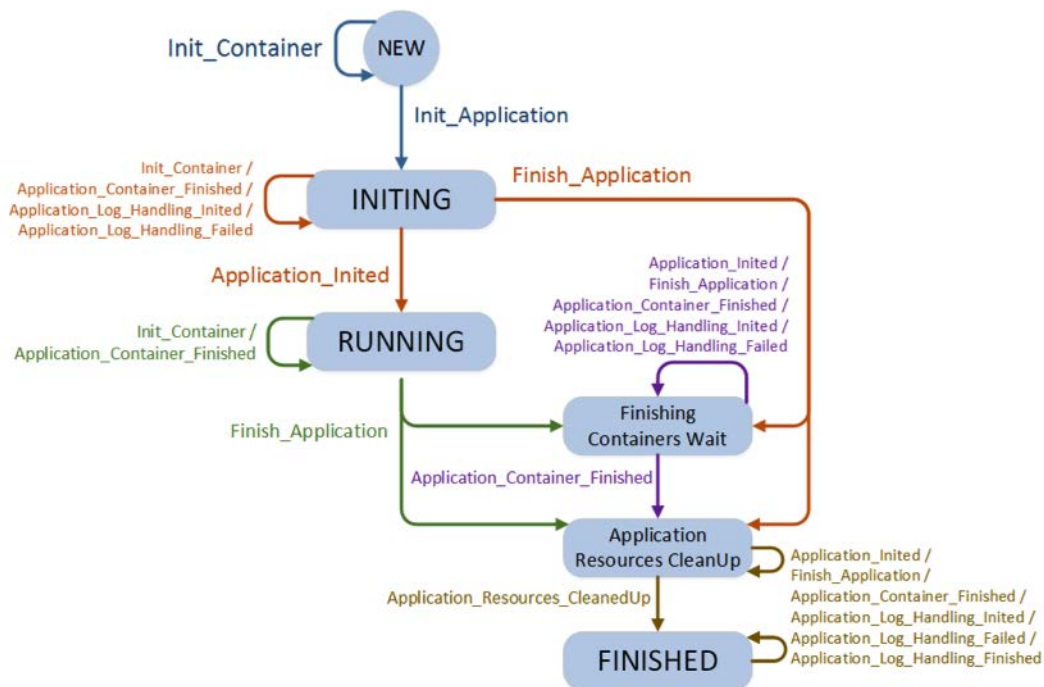 NEW
Init_Container
Init_Application
Init_Container /
Application_Container_Finished /
Application_Log_Handling_Inited /
Application_Log_Handling_Failed
INITING
Finish_Application
Application_Inited
Application_Inited /
Finish_Application /
Application_Container_Finished /
Application_Log_Handling_Inited /
Application_Log_Handling_Failed
Init_Container /
Application_Container_Finished
RUNNING
Finishing
Containers Wait
Finish_Application
Application_Container_Finished
Application
Resources CleanUp
Application_Inited /
Finish_Application /
Application_Container_Finished /
Application_Log_Handling_Inited /
Application_Log_Handling_Failed /
Application_Log_Handling_Finished
Application_Resources_CleanedUp
FINISHED